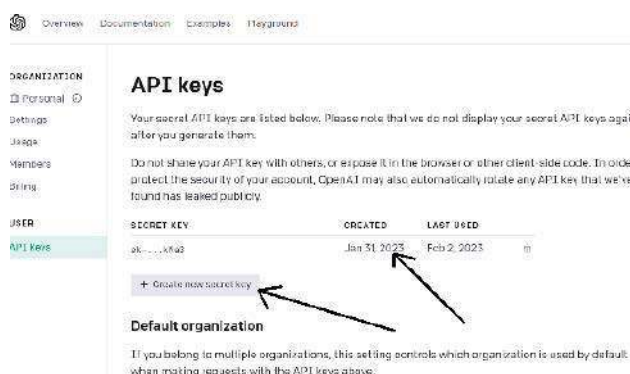 Overview Documentation Examples Playground
ORGANIZATION
Personal
Settings
Usage
Members
Billing
USER
API Keys
API keys
Your secret API keys are listed below. Please note that we do not display your secret API keys agai
after you generate them.
Do not share your API key with others, or expose it in the browser or other client-side code. In orde
protect the security of your account, OpenAI may also automatically rotate any API key that we've
found has leaked publicly.
SECRET KEY CREATED LAST USED
Jan 31, 2023 Feb 2, 2023
+ Create new secret key
Default organization
If you belong to multiple organizations, this setting controls which organization is used by default
when making requests with the API keys above.